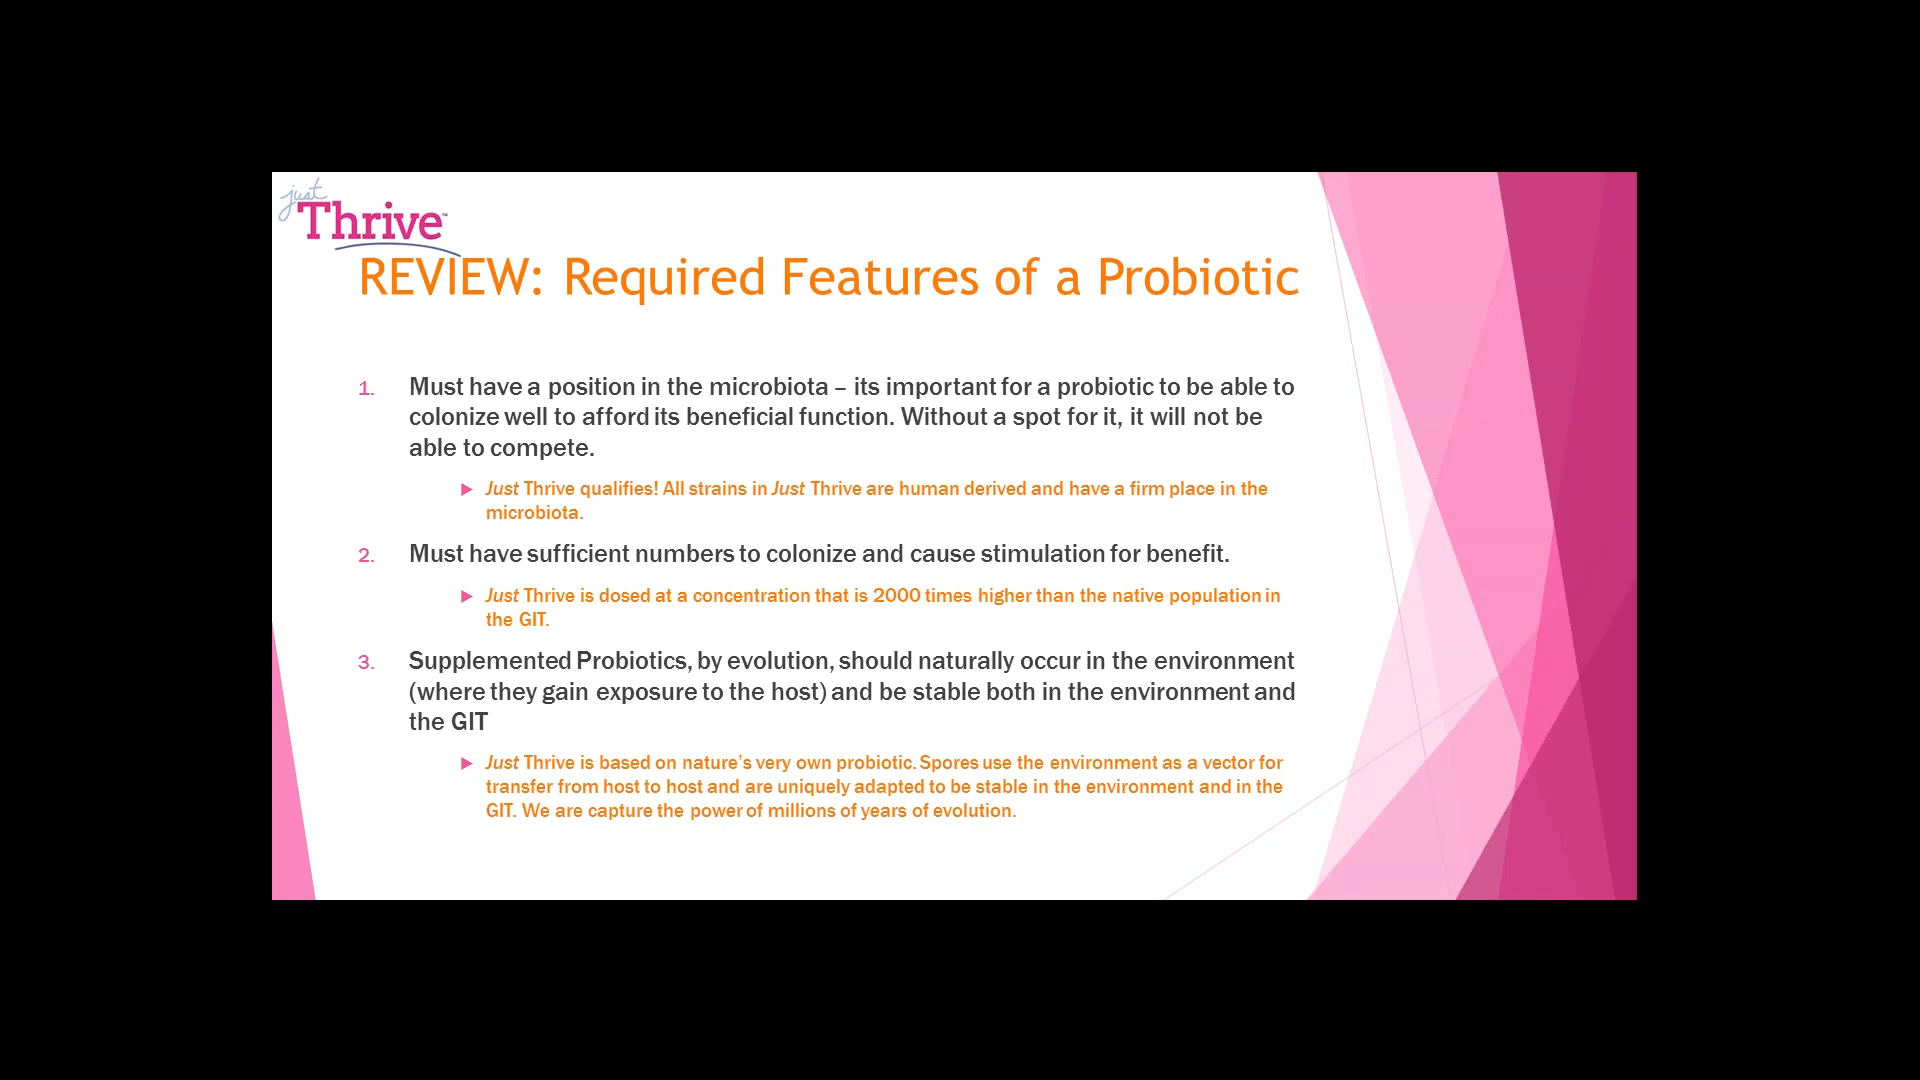 just
Thrive™
REVIEW: Required Features of a Probiotic
1. Must have a position in the microbiota – its important for a probiotic to be able to
colonize well to afford its beneficial function. Without a spot for it, it will not be
able to compete.
Just Thrive qualifies! All strains in Just Thrive are human derived and have a firm place in the
microbiota.
2. Must have sufficient numbers to colonize and cause stimulation for benefit.
Just Thrive is dosed at a concentration that is 2000 times higher than the native population in
the GIT.
3. Supplemented Probiotics, by evolution, should naturally occur in the environment
(where they gain exposure to the host) and be stable both in the environment and
the GIT
Just Thrive is based on nature’s very own probiotic. Spores use the environment as a vector for
transfer from host to host and are uniquely adapted to be stable in the environment and in the
GIT. We are capture the power of millions of years of evolution.